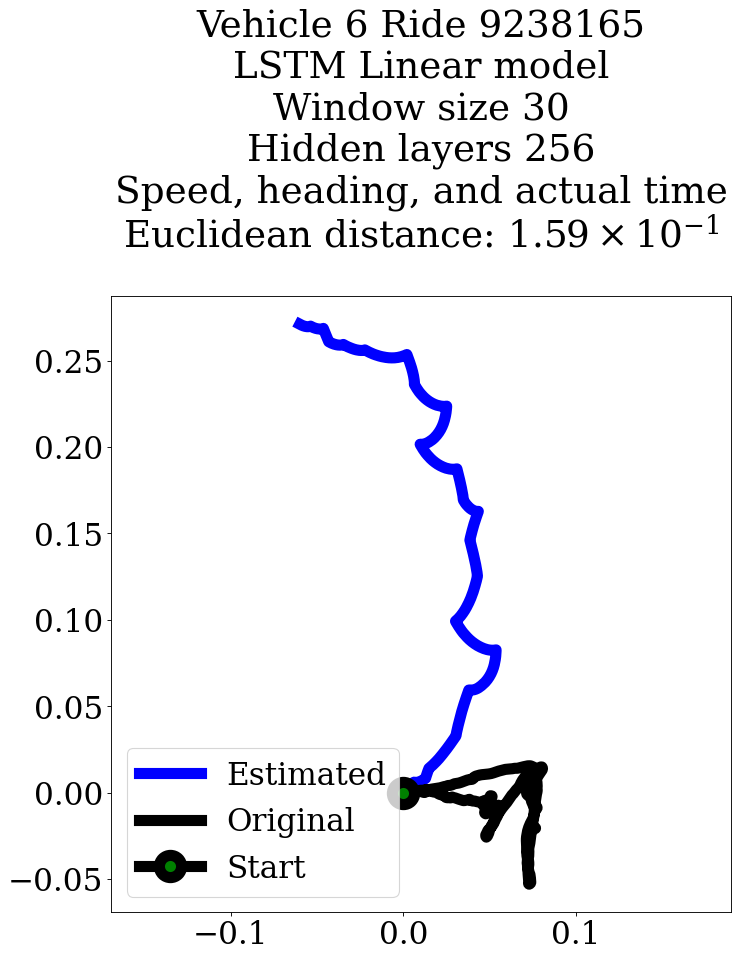 Vehicle 6 Ride 9238165
LSTM Linear model
Window size 30
Hidden layers 256
Speed, heading, and actual time
Euclidean distance: 1.59 × 10⁻¹
0.25
0.20
0.15
0.10
0.05
0.00
−0.05
Estimated
Original
Start
−0.1
0.0
0.1